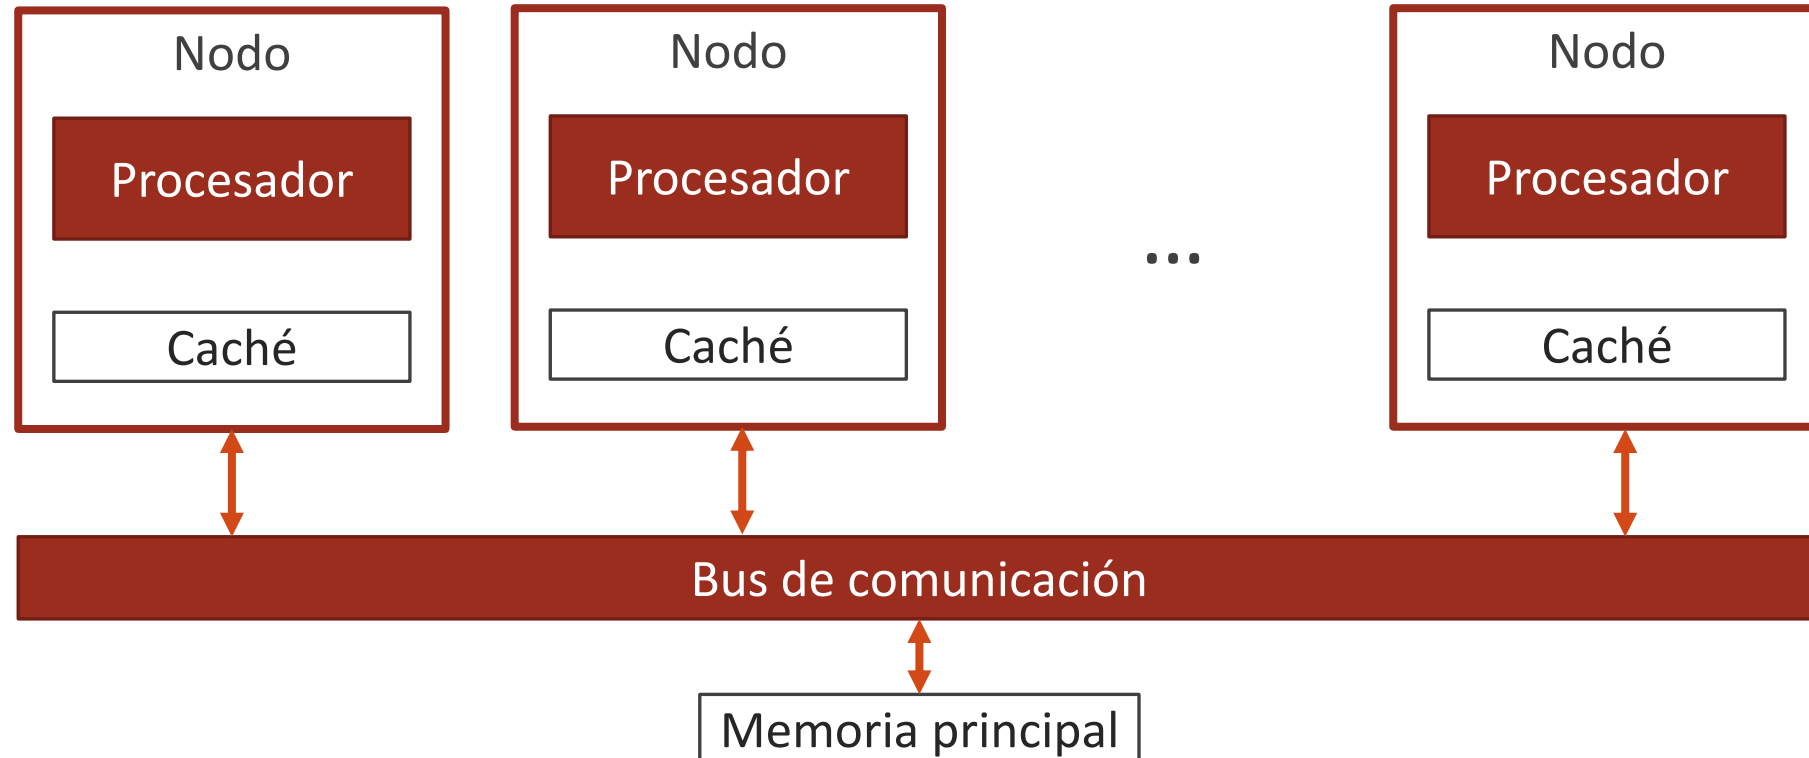 Nodo
Procesador
Caché
Nodo
Procesador
Caché
...
Nodo
Procesador
Caché
Bus de comunicación
Memoria principal